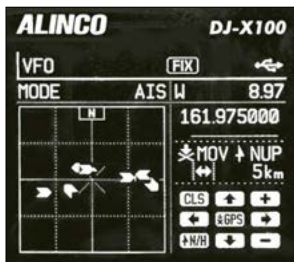 ALINCO DJ-X100
VFO FIX
MODE AIS W 8.97
N 161.975000
MOV NUP
5km
CLS +
GPS
N/H −